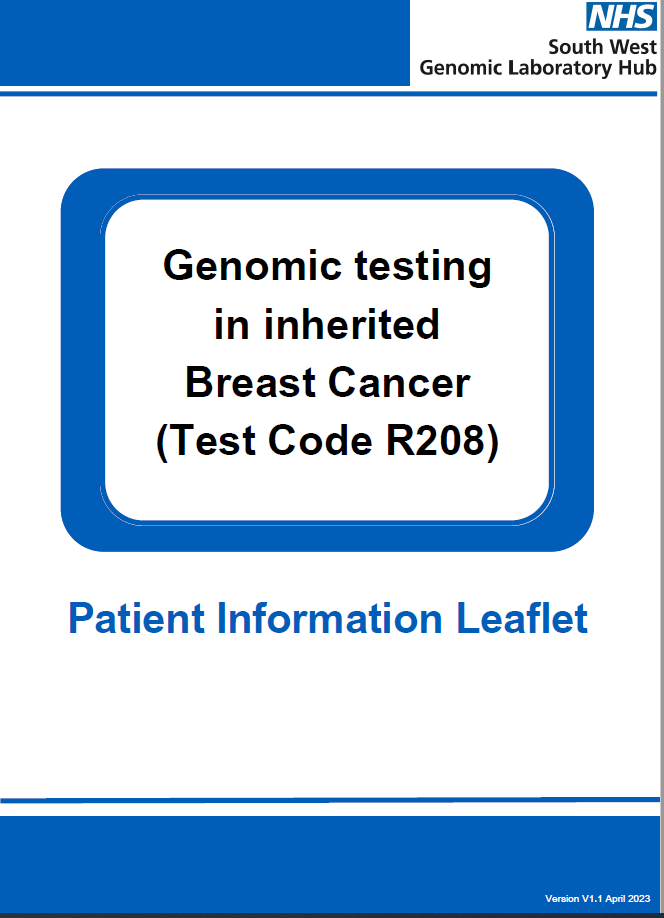 NHS
South West
Genomic Laboratory Hub
Genomic testing
in inherited
Breast Cancer
(Test Code R208)
Patient Information Leaflet
Version V1.1 April 2023